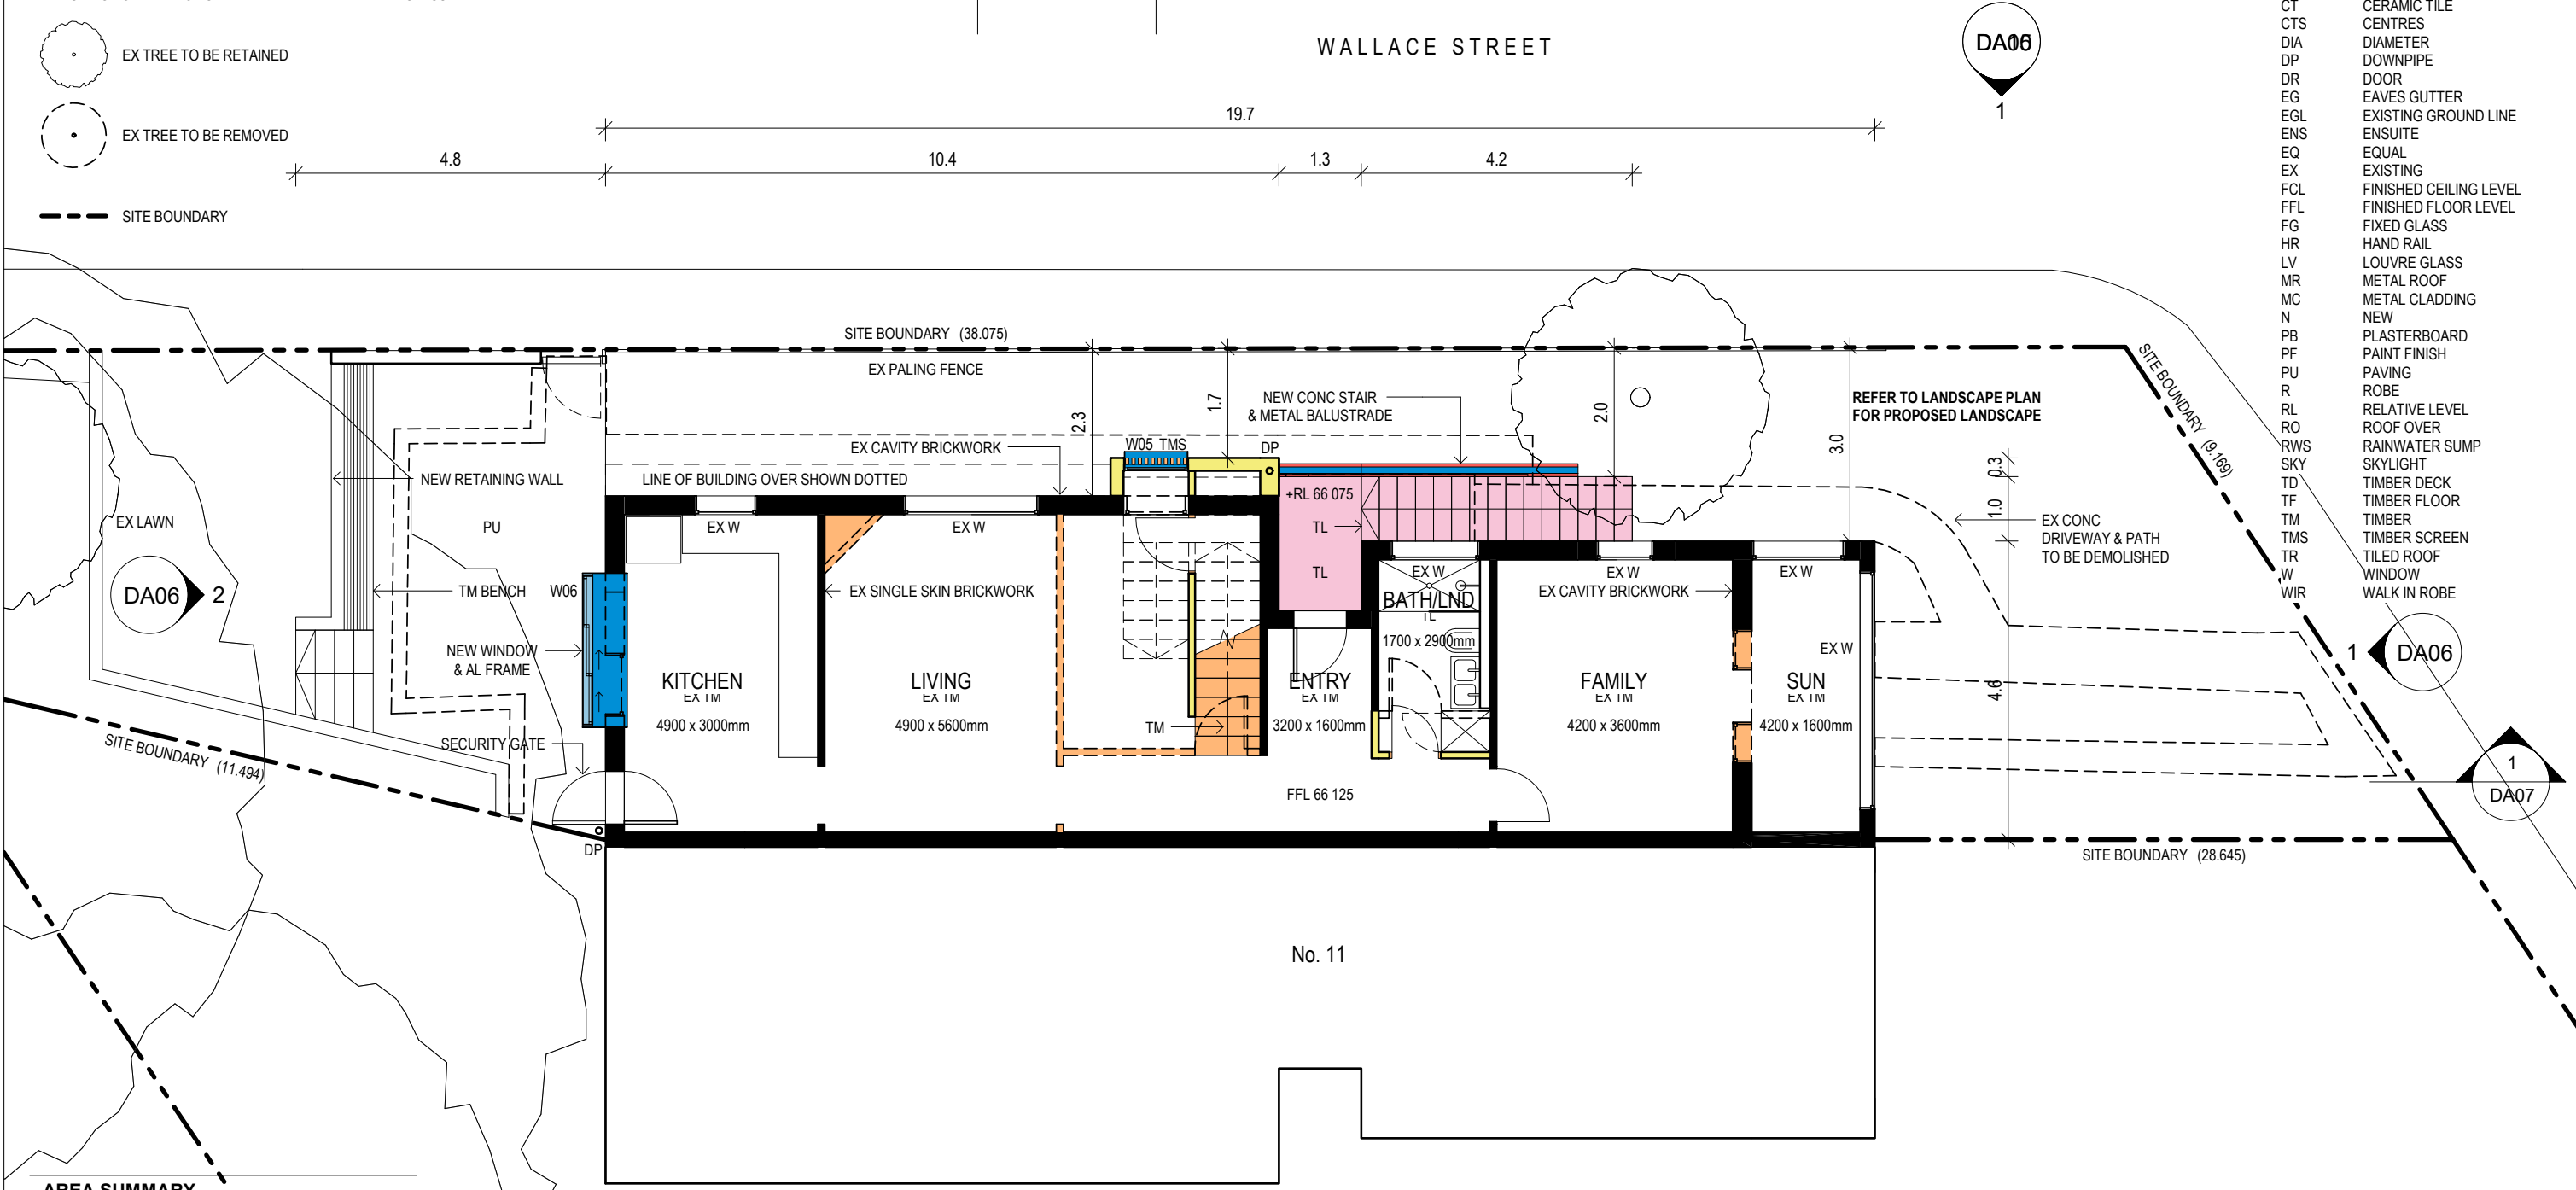 EX TREE TO BE RETAINED
EX TREE TO BE REMOVED
SITE BOUNDARY
WALLACE STREET
1
19.7
4.8
10.4
1.3
4.2
CT CERAMIC TILE
CTS CENTRES
DIA DIAMETER
DP DOWNPIPE
DR DOOR
EG EAVES GUTTER
EGL EXISTING GROUND LINE
ENS ENSUITE
EQ EQUAL
EX EXISTING
FCL FINISHED CEILING LEVEL
FFL FINISHED FLOOR LEVEL
FG FIXED GLASS
HR HAND RAIL
LV LOUVRE GLASS
MR METAL ROOF
MC METAL CLADDING
N NEW
PB PLASTERBOARD
PF PAINT FINISH
PU PAVING
R ROBE
RL RELATIVE LEVEL
RO ROOF OVER
RWS RAINWATER SUMP
SKY SKYLIGHT
TD TIMBER DECK
TF TIMBER FLOOR
TM TIMBER
TMS TIMBER SCREEN
TR TILED ROOF
W WINDOW
WIR WALK IN ROBE
SITE BOUNDARY (38.075)
EX PALING FENCE
2.3
1.7
NEW CONC STAIR
& METAL BALUSTRADE
2.0
3.0
REFER TO LANDSCAPE PLAN
FOR PROPOSED LANDSCAPE
SITE BOUNDARY (9.169)
EX CAVITY BRICKWORK
W05 TMS
DP
NEW RETAINING WALL
LINE OF BUILDING OVER SHOWN DOTTED
+RL 66 075
0.3
1.0
4.6
EX LAWN
PU
EX W
EX W
TL
TL
EX CONC
DRIVEWAY & PATH
TO BE DEMOLISHED
DA06 2
TM BENCH
W06
EX SINGLE SKIN BRICKWORK
EX W
BATH/LND
TL
1700 x 2900mm
EX W
EX CAVITY BRICKWORK
EX W
EX W
1 DA06
NEW WINDOW
& AL FRAME
KITCHEN
EX TM
4900 x 3000mm
LIVING
EX TM
4900 x 5600mm
TM
ENTRY
EX TM
3200 x 1600mm
FAMILY
EX TM
4200 x 3600mm
SUN
EX TM
4200 x 1600mm
SITE BOUNDARY (11.494)
SECURITY GATE
FFL 66 125
1
DA07
DP
SITE BOUNDARY (28.645)
No. 11
AREA SUMMARY